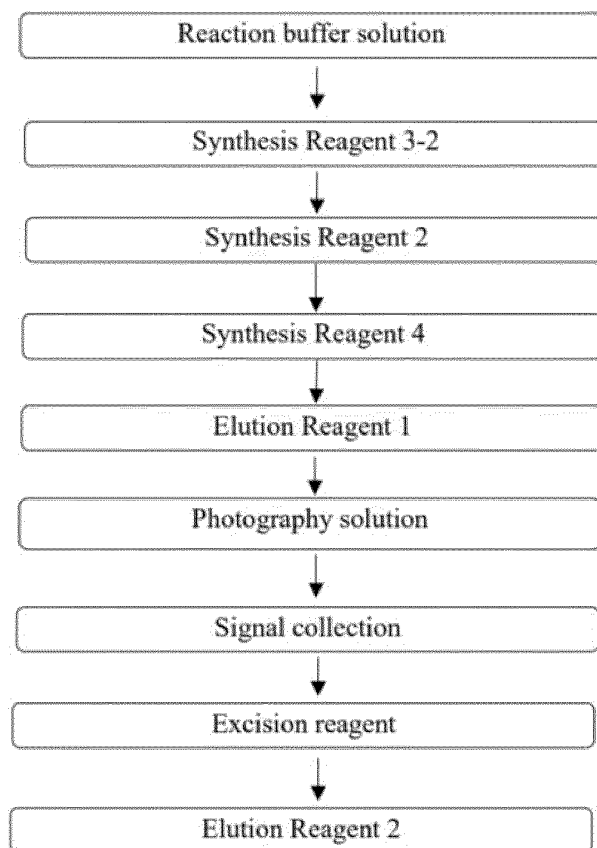 Reaction buffer solution
Synthesis Reagent 3-2
Synthesis Reagent 2
Synthesis Reagent 4
Elution Reagent 1
Photography solution
Signal collection
Excision reagent
Elution Reagent 2